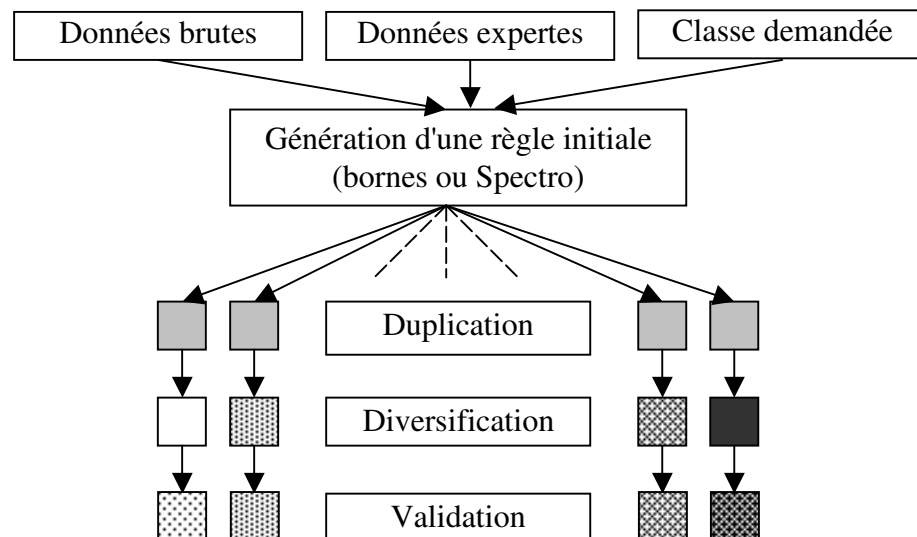 Données brutes
Données expertes
Classe demandée
Génération d'une règle initiale
(bornes ou Spectro)
Duplication
Diversification
Validation